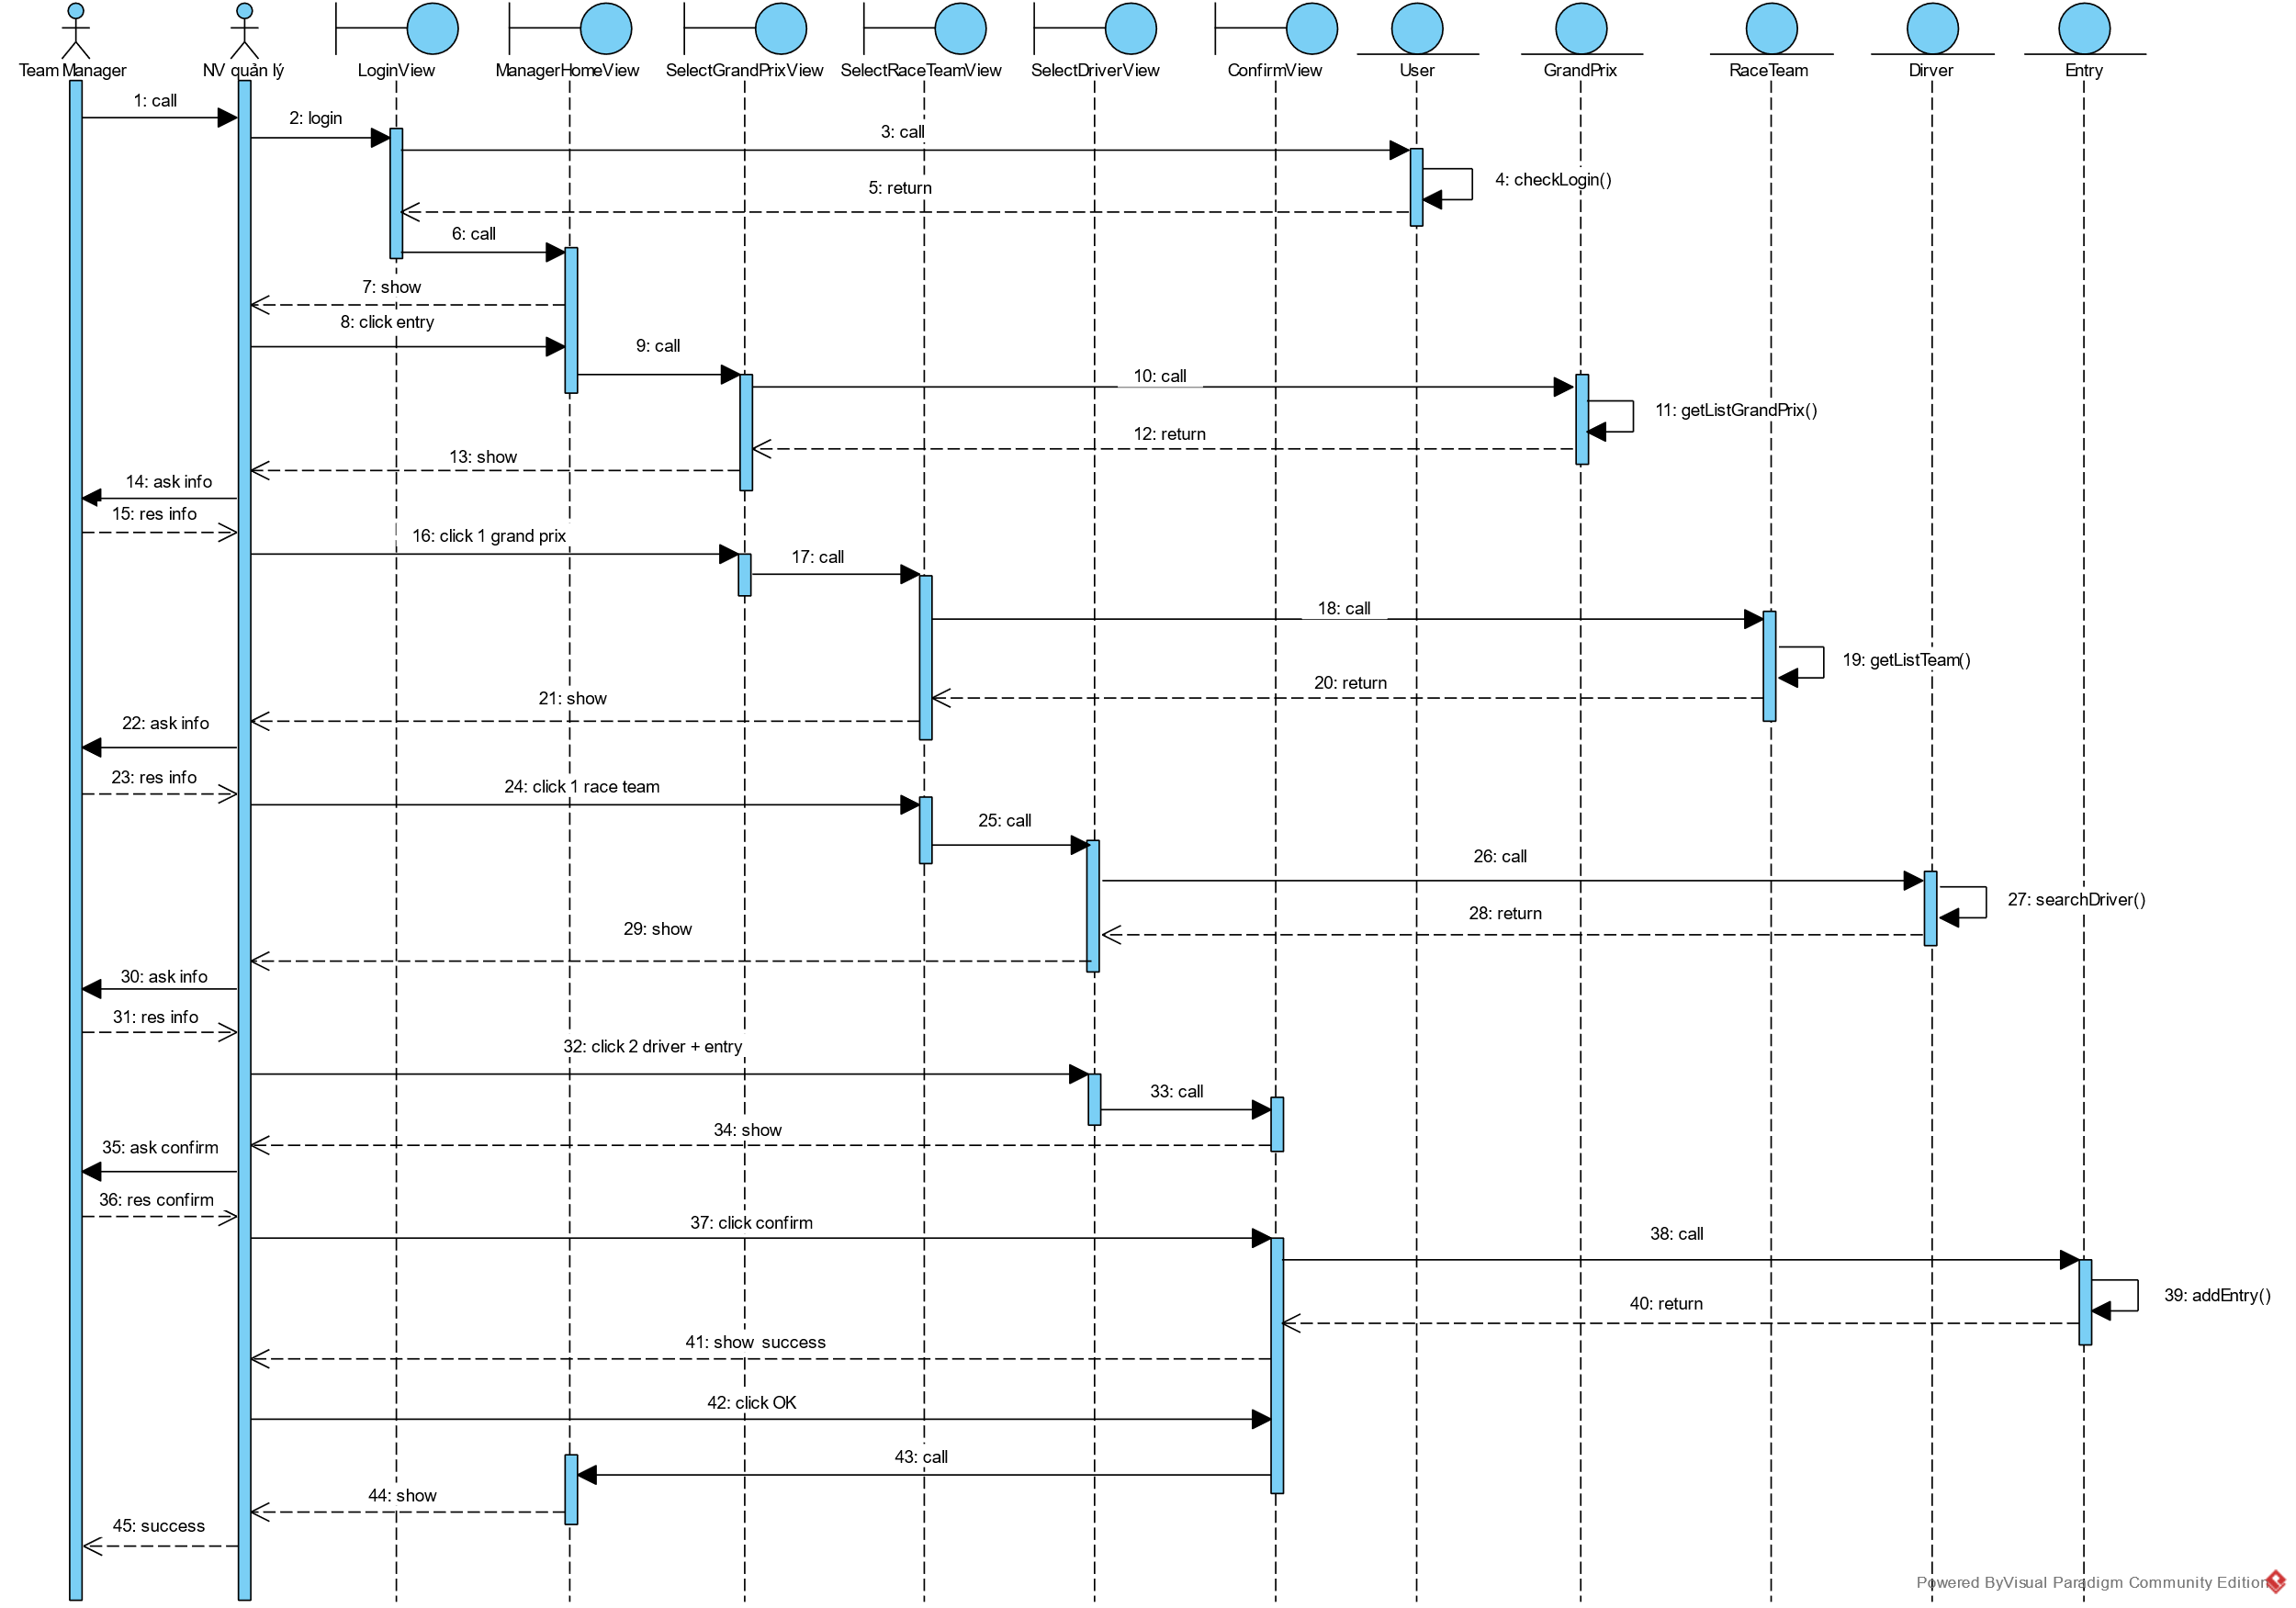 Team Manager
NV quản lý
LoginView
ManagerHomeView
SelectGrandPrixView
SelectRaceTeamView
SelectDriverView
ConfirmView
User
GrandPrix
RaceTeam
Dirver
Entry
1: call
2: login
3: call
4: checkLogin()
5: return
6: call
7: show
8: click entry
9: call
10: call
11: getListGrandPrix()
12: return
13: show
14: ask info
15: res info
16: click 1 grand prix
17: call
18: call
19: getListTeam()
20: return
21: show
22: ask info
23: res info
24: click 1 race team
25: call
26: call
27: searchDriver()
28: return
29: show
30: ask info
31: res info
32: click 2 driver + entry
33: call
34: show
35: ask confirm
36: res confirm
37: click confirm
38: call
39: addEntry()
40: return
41: show success
42: click OK
43: call
44: show
45: success
Powered ByVisual Paradigm Community Edition